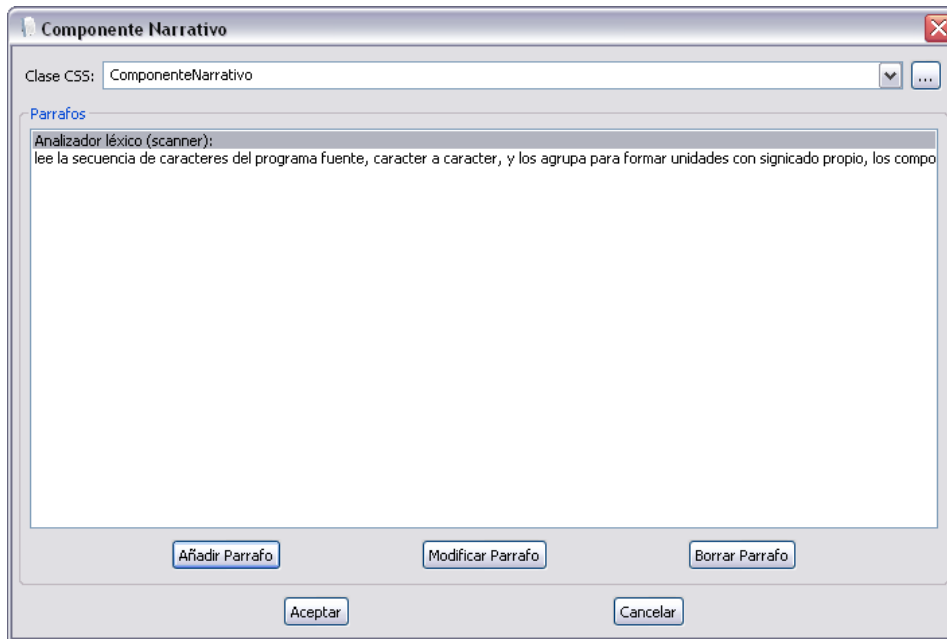 Componente Narrativo
Clase CSS: ComponenteNarrativo ...
Parrafos
Analizador léxico (scanner):
lee la secuencia de caracteres del programa fuente, caracter a caracter, y los agrupa para formar unidades con signicado propio, los compo
Añadir Parrafo Modificar Parrafo Borrar Parrafo
Aceptar Cancelar